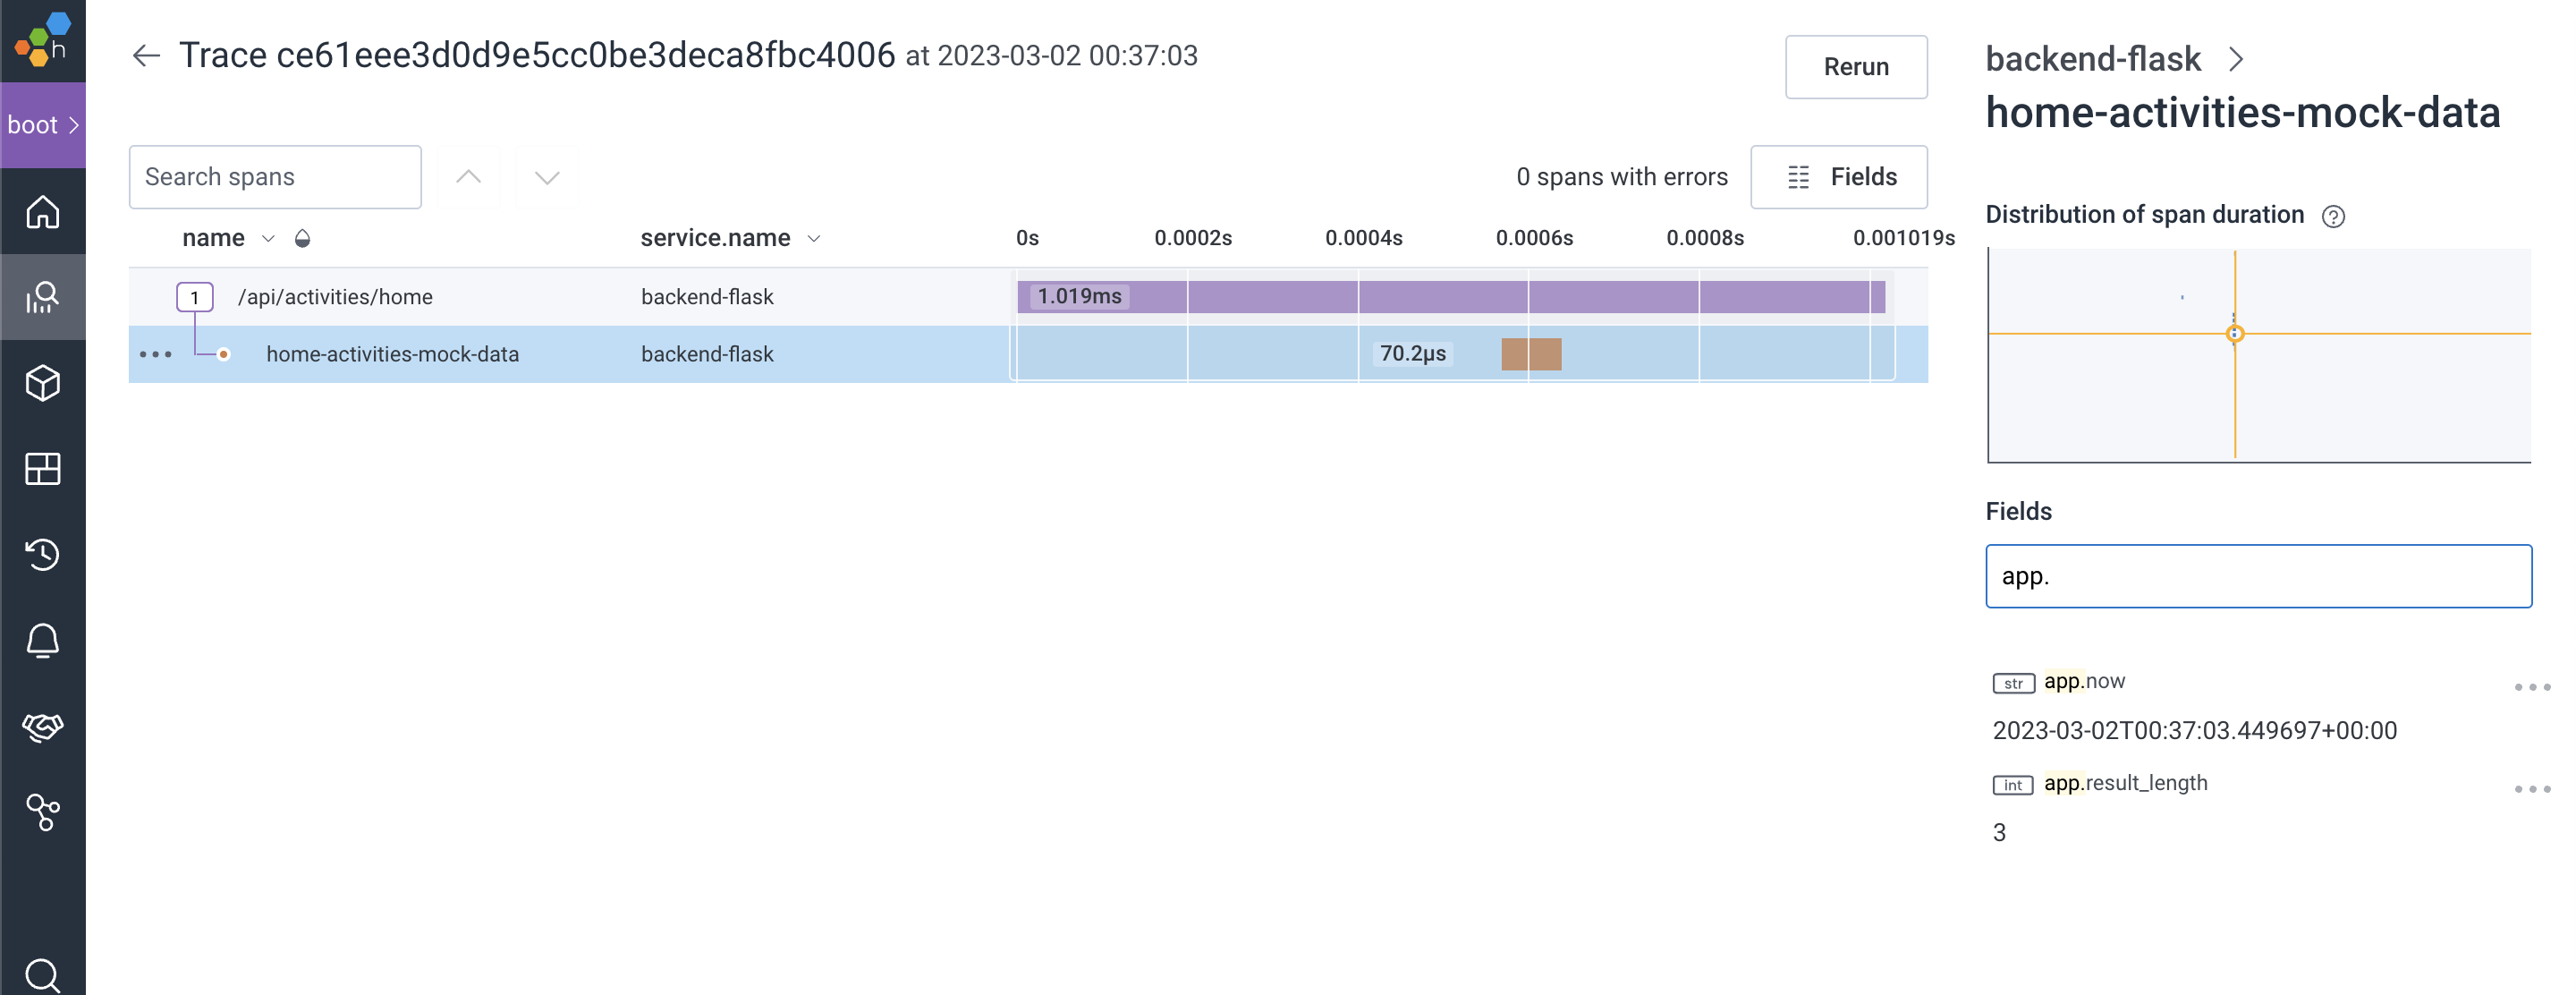 h
boot
Trace ce61eee3d0d9e5cc0be3deca8fbc4006 at 2023-03-02 00:37:03
Rerun
Search spans
0 spans with errors
Fields
name
service.name
0s 0.0002s 0.0004s 0.0006s 0.0008s 0.001019s
1 /api/activities/home backend-flask 1.019ms
home-activities-mock-data backend-flask 70.2µs
backend-flask
home-activities-mock-data
Distribution of span duration ?
Fields
app.
str app.now
2023-03-02T00:37:03.449697+00:00
int app.result_length
3